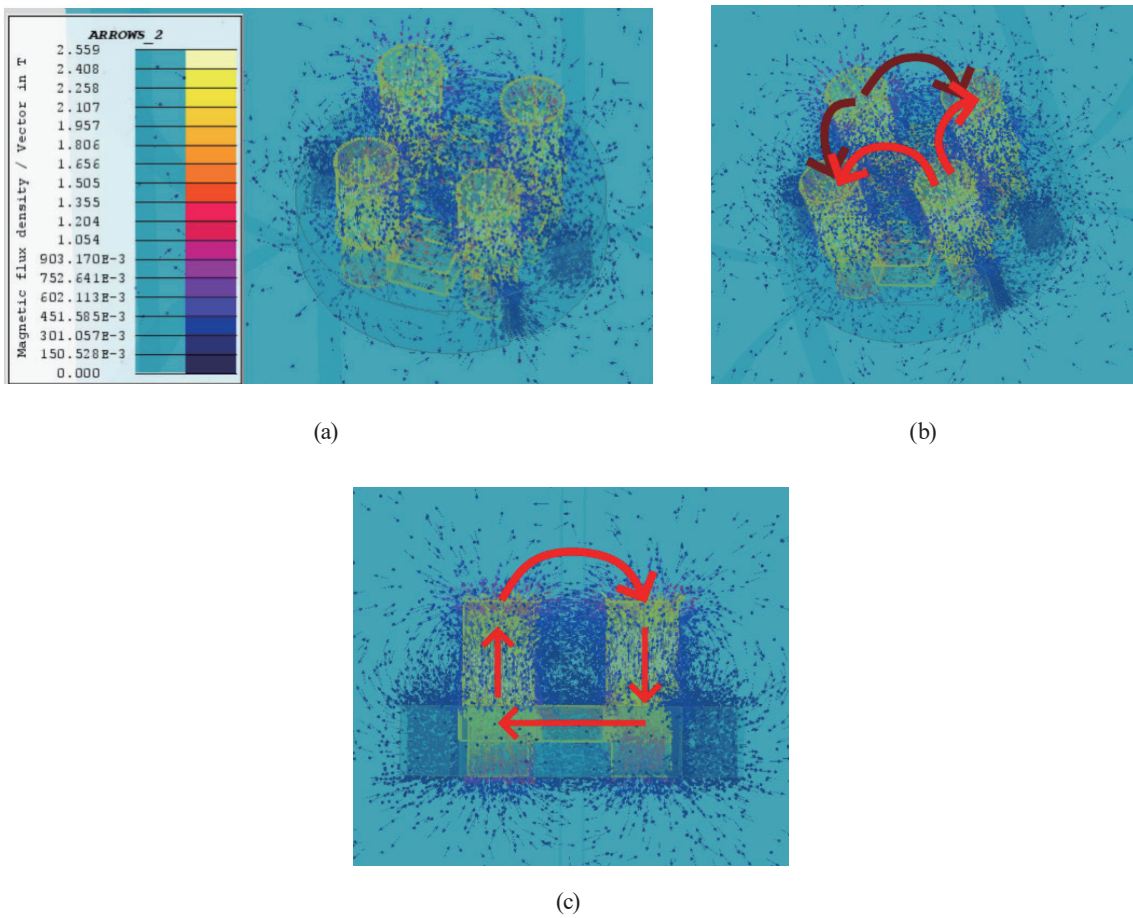 ARROWS_2
Magnetic flux density / Vector in T
2.559
2.408
2.258
2.107
1.957
1.806
1.656
1.505
1.355
1.204
1.054
903.170E-3
752.641E-3
602.113E-3
451.585E-3
301.057E-3
150.528E-3
0.000
(a)
(b)
(c)